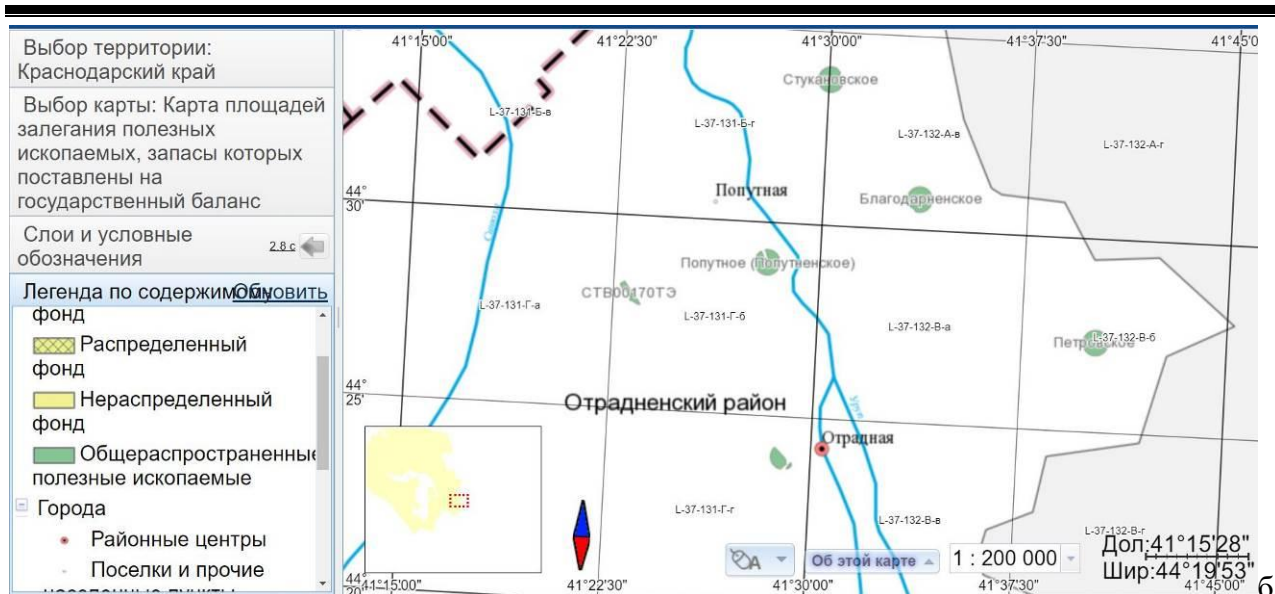 Выбор территории:
Краснодарский край
Выбор карты: Карта площадей
залегания полезных
ископаемых, запасы которых
поставлены на
государственный баланс
Слои и условные
обозначения
2.8 с
Легенда по содержимому
Обновить
фонд
Распределенный
фонд
Нераспределенный
фонд
Общераспространенные
полезные ископаемые
Города
Районные центры
Поселки и прочие
населенные пункты
41°15'00"
41°22'30"
41°30'00"
41°37'30"
41°45'0
Стукановское
L-37-131-Б-в
L-37-131-Б-г
L-37-132-А-в
L-37-132-А-г
44°
30'
Попутная
Благодарненское
Попутное (Попутненское)
СТВ00170ТЭ
L-37-131-Г-а
L-37-131-Г-б
L-37-132-В-а
Петровское
L-37-132-В-б
44°
25'
Отрадненский район
Уруп
Отрадная
L-37-131-Г-г
L-37-132-В-в
L-37-132-В-г
Об этой карте
1 : 200 000
Дол:41°15'28"
Шир:44°19'53"
44°
20'
41°15'00"
41°22'30"
41°30'00"
41°37'30"
41°45'00"
б